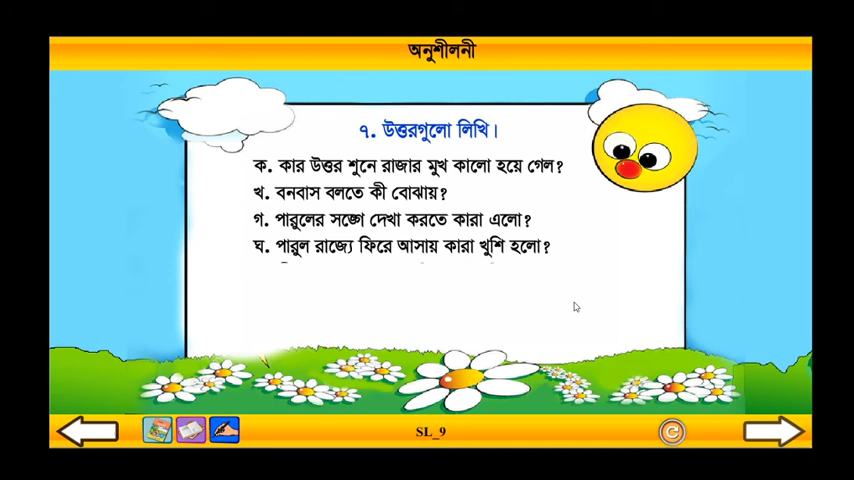 অনুশীলনী
৭. উত্তরগুলো লিখি।
ক. কার উত্তর শুনে রাজার মুখ কালো হয়ে গেল?
খ. বনবাস বলতে কী বোঝায়?
গ. পারুলের সঙ্গে দেখা করতে কারা এলো?
ঘ. পারুল রাজ্যে ফিরে আসায় কারা খুশি হলো?
SL_9